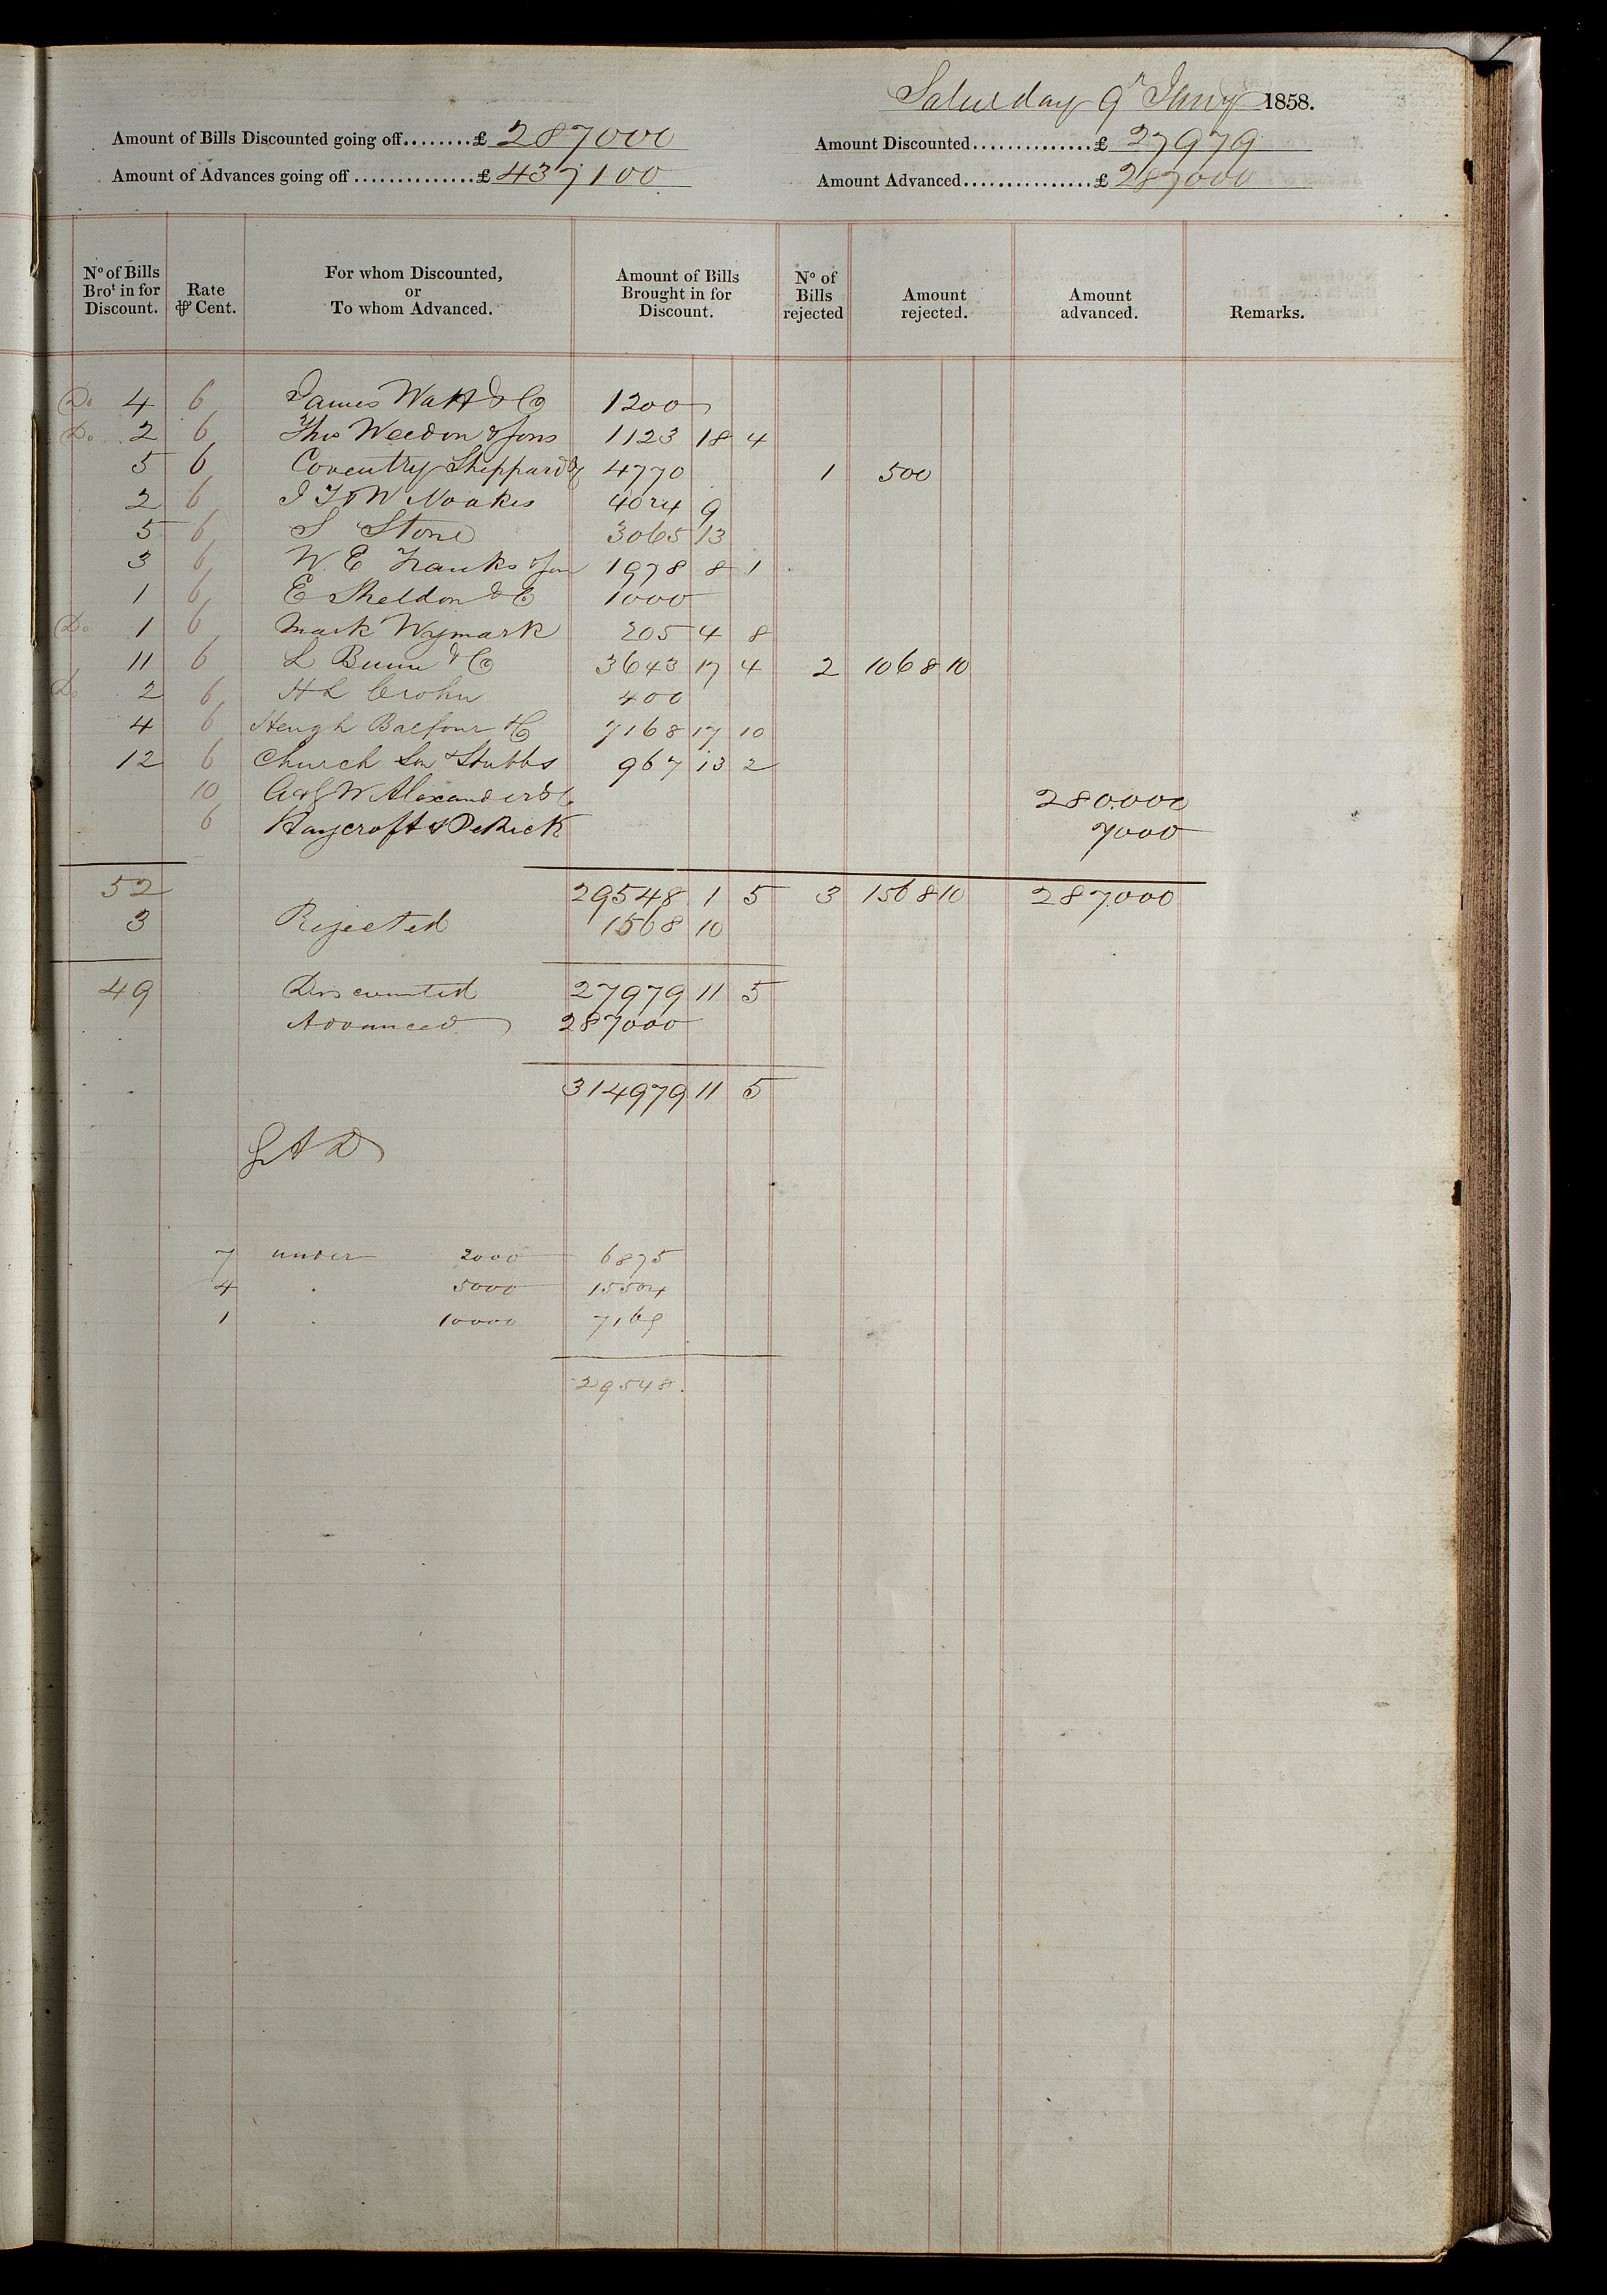 Saturday 9th Jany 1858.
Amount of Bills Discounted going off........£ 287000 Amount Discounted..............£ 27979
Amount of Advances going off..............£ 437100 Amount Advanced...............£ 287000
No of Bills Brot in for Discount. Rate ⅌ Cent. For whom Discounted, or To whom Advanced. Amount of Bills Brought in for Discount. No of Bills rejected Amount rejected. Amount advanced. Remarks.
Do 4 6 James Watt & Co 1200
Do 2 6 Thos Weedon & Sons 1123 18 4
5 6 Coventry Sheppard & 4770 1 500
2 6 J T & W Noakes 4024 9
5 6 S Stone 3065 13
3 6 W. E Franks & Son 1978 8 1
1 6 E Sheldon & C 1000
Do 1 6 Mark Wymark 205 4 8
11 6 L Bunn & Co 3643 17 4 2 1068 10
Do 2 6 H L Crohn 400
4 6 Heugh Balfour & C 7168 17 10
12 6 Church Son & Stubbs 967 13 2
10 G & W Alexander & C 280.000
6 Haycroft & Pethick 7000
52 29548 1 5 3 1568 10 287.000
3 Rejected 1568 10
49 Discounted 27979 11 5
Advanced 287000
314979 11 5
7 under 2000 6875
4 . 5000 15504
1 . 10000 7169
29548.